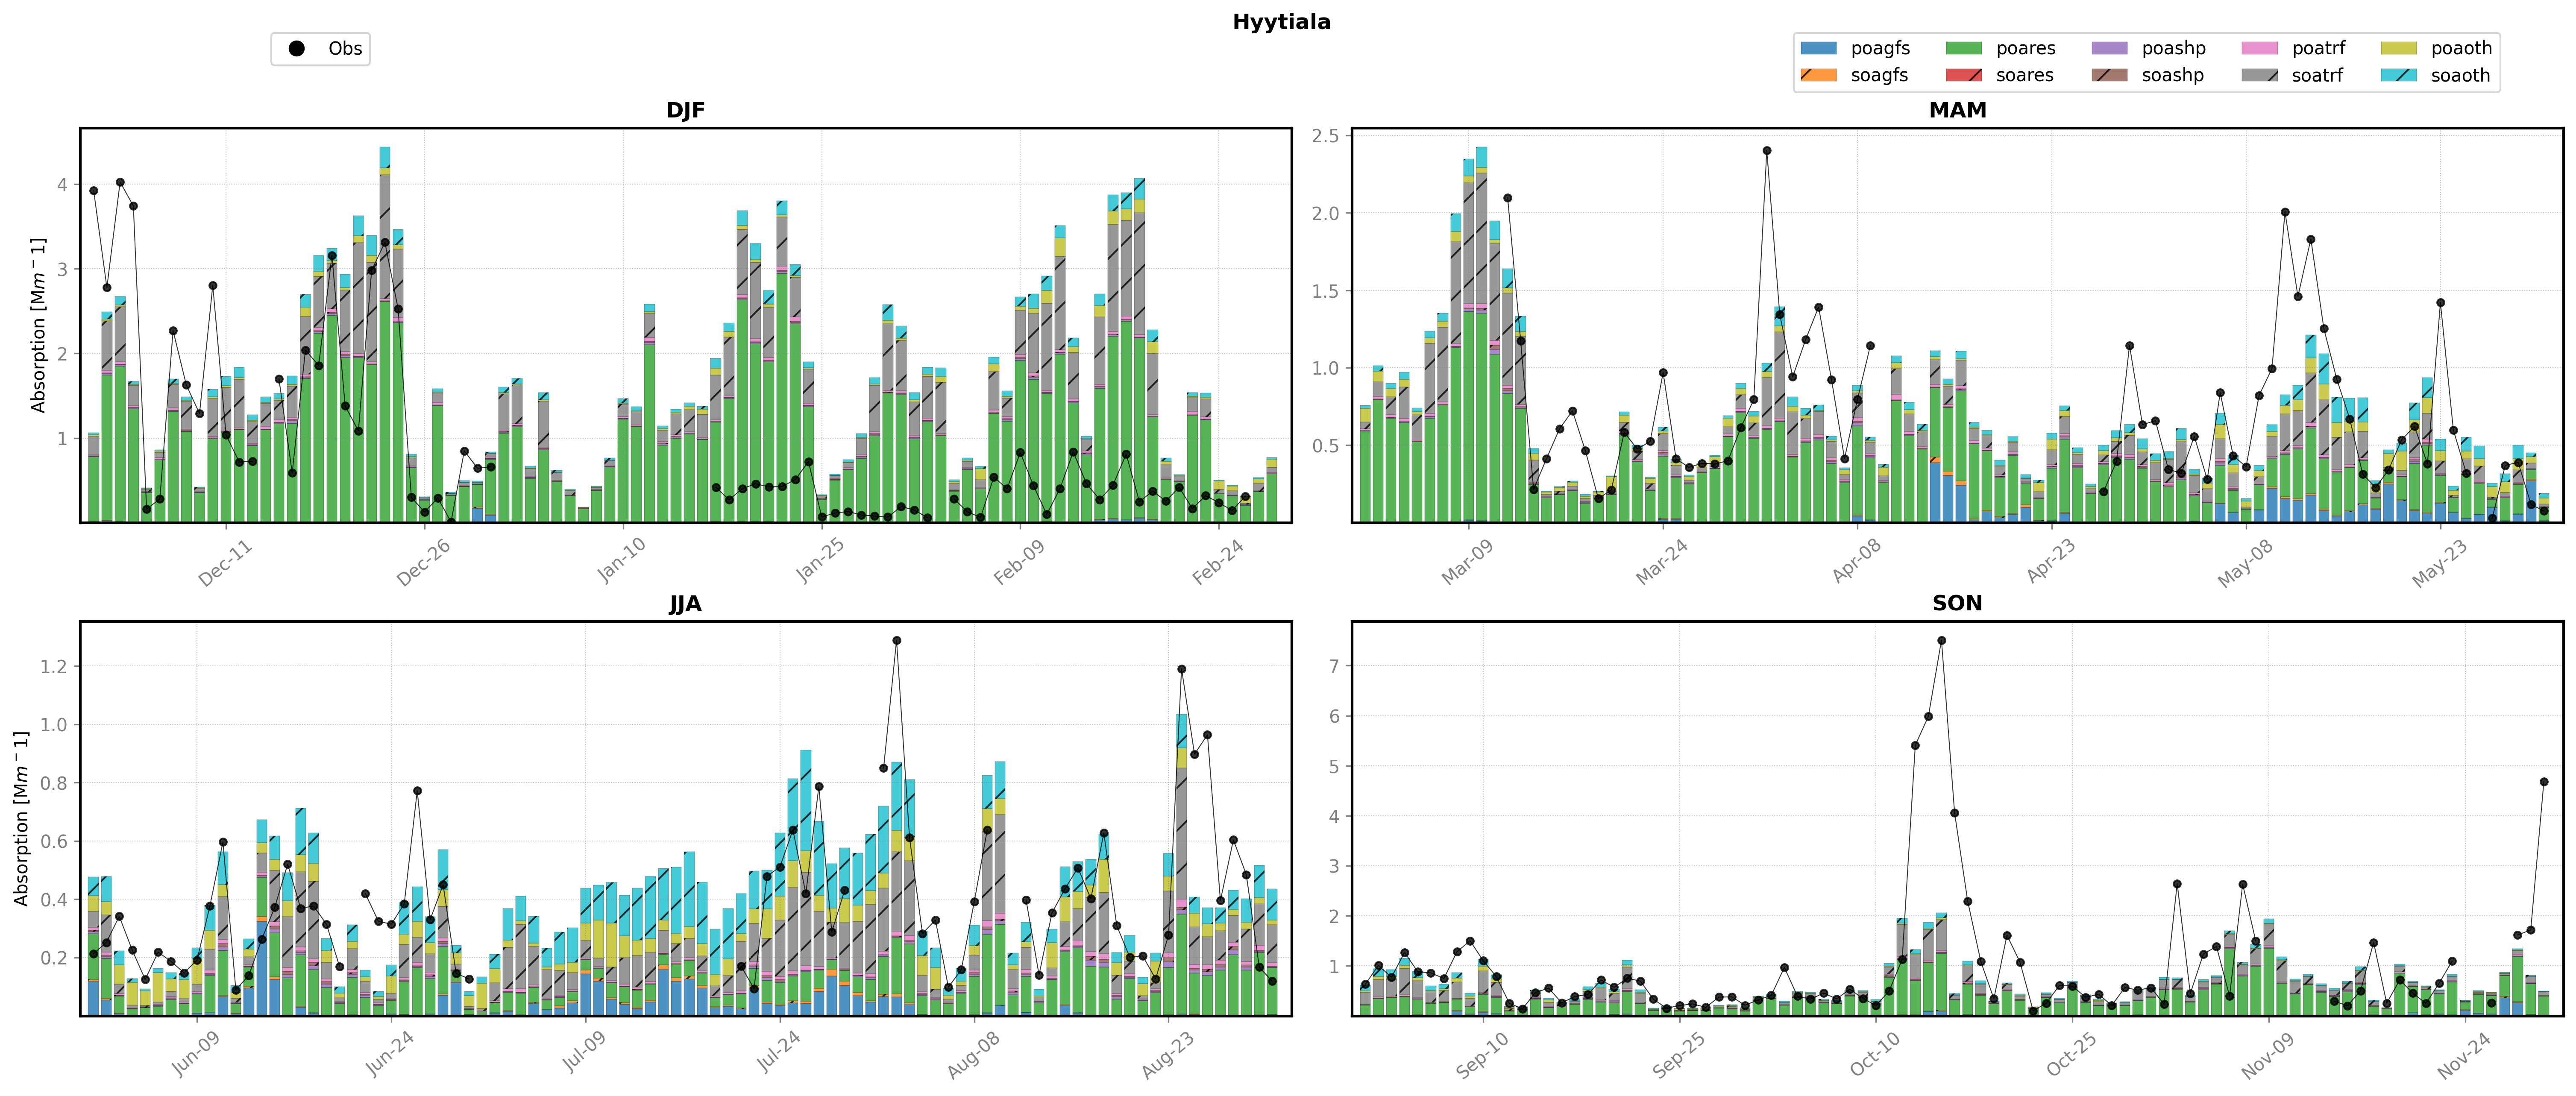 Hyytiala
Obs
poagfs poares poashp poatrf poaoth
soagfs soares soashp soatrf soaoth
DJF
MAM
Absorption [Mm⁻1]
4
3
2
1
Dec-11 Dec-26 Jan-10 Jan-25 Feb-09 Feb-24
2.5
2.0
1.5
1.0
0.5
Mar-09 Mar-24 Apr-08 Apr-23 May-08 May-23
JJA
SON
Absorption [Mm⁻1]
1.2
1.0
0.8
0.6
0.4
0.2
Jun-09 Jun-24 Jul-09 Jul-24 Aug-08 Aug-23
7
6
5
4
3
2
1
Sep-10 Sep-25 Oct-10 Oct-25 Nov-09 Nov-24